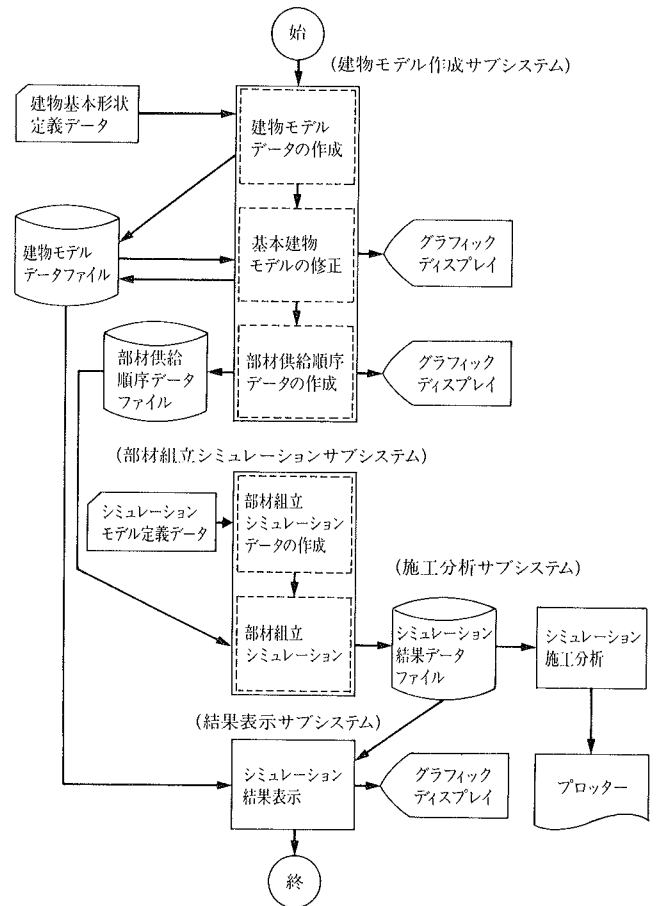 始
(建物モデル作成サブシステム)
建物基本形状
定義データ
建物モデル
データの作成
建物モデル
データファイル
基本建物
モデルの修正
グラフィック
ディスプレイ
部材供給
順序データ
ファイル
部材供給順序
データの作成
グラフィック
ディスプレイ
(部材組立シミュレーションサブシステム)
シミュレーション
モデル定義データ
部材組立
シミュレーション
データの作成
(施工分析サブシステム)
部材組立
シミュレーション
シミュレーション
結果データ
ファイル
シミュレーション
施工分析
(結果表示サブシステム)
シミュレーション
結果表示
グラフィック
ディスプレイ
プロッター
終